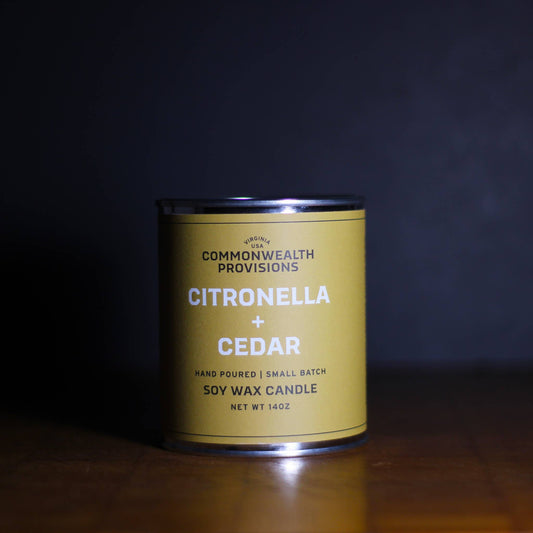 VIRGINIA
USA
COMMONWEALTH
PROVISIONS
CITRONELLA
+
CEDAR
HAND POURED | SMALL BATCH
SOY WAX CANDLE
NET WT 14OZ